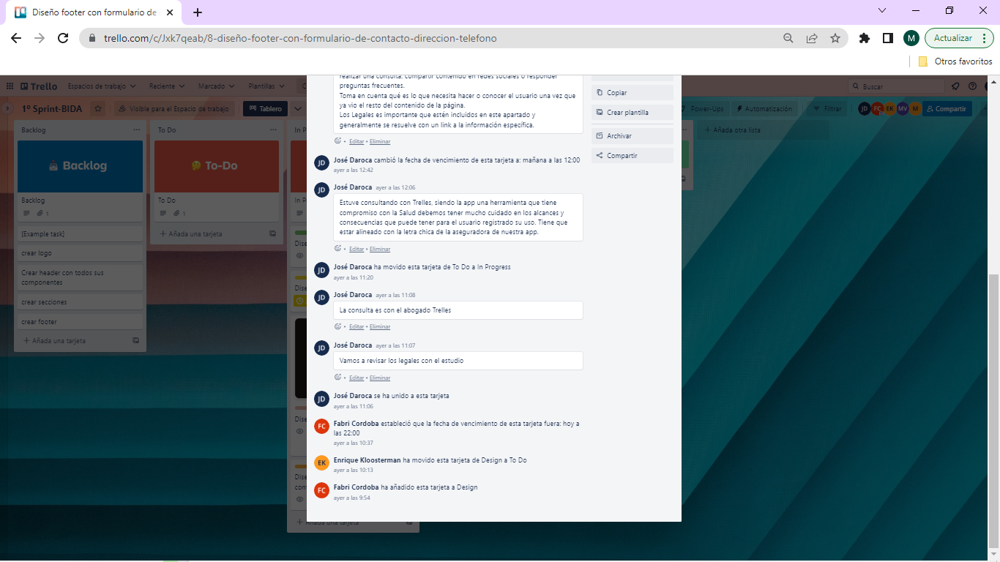 Diseño footer con formulario de
trello.com/c/Jxk7qeab/8-diseño-footer-con-formulario-de-contacto-direccion-telefono
M
Actualizar
Otros favoritos
Trello
Espacios de trabajo
Reciente
Marcado
Plantillas
C
Buscar
1º Sprint-BIDA
Visible para el Espacio de trabajo
Tablero
Power-Ups
Automatización
Filtrar
JD
FC
EK
MV
M
Compartir
Backlog
Backlog
Backlog
1
[Example task]
crear logo
Crear header con todos sus
componentes
crear secciones
crear footer
Añada una tarjeta
To Do
To-Do
To Do
1
Añada una tarjeta
In P
In P
Dise
Dise
Dise
Dise
con
Añada una tarjeta
Añada otra lista
realizar una consulta, compartir contenido en redes sociales o responder
preguntas frecuentes.
Toma en cuenta qué es lo que necesita hacer o conocer el usuario una vez que
ya vio el resto del contenido de la página.
Los Legales es importante que estén incluidos en este apartado y
generalmente se resuelve con un link a la información específica.
• Editar • Eliminar
JD
José Daroca cambió la fecha de vencimiento de esta tarjeta a: mañana a las 12:00
ayer a las 12:42
JD
José Daroca ayer a las 12:06
Estuve consultando con Trelles, siendo la app una herramienta que tiene
compromiso con la Salud debemos tener mucho cuidado en los alcances y
consecuencias que puede tener para el usuario registrado su uso. Tiene que
estar alineado con la letra chica de la aseguradora de nuestra app.
• Editar • Eliminar
JD
José Daroca ha movido esta tarjeta de To Do a In Progress
ayer a las 11:20
JD
José Daroca ayer a las 11:08
La consulta es con el abogado Trelles
• Editar • Eliminar
JD
José Daroca ayer a las 11:07
Vamos a revisar los legales con el estudio
• Editar • Eliminar
JD
José Daroca se ha unido a esta tarjeta
ayer a las 11:06
FC
Fabri Cordoba estableció que la fecha de vencimiento de esta tarjeta fuera: hoy a
las 22:00
ayer a las 10:37
EK
Enrique Kloosterman ha movido esta tarjeta de Design a To Do
ayer a las 10:13
FC
Fabri Cordoba ha añadido esta tarjeta a Design
ayer a las 9:54
Copiar
Crear plantilla
Archivar
Compartir